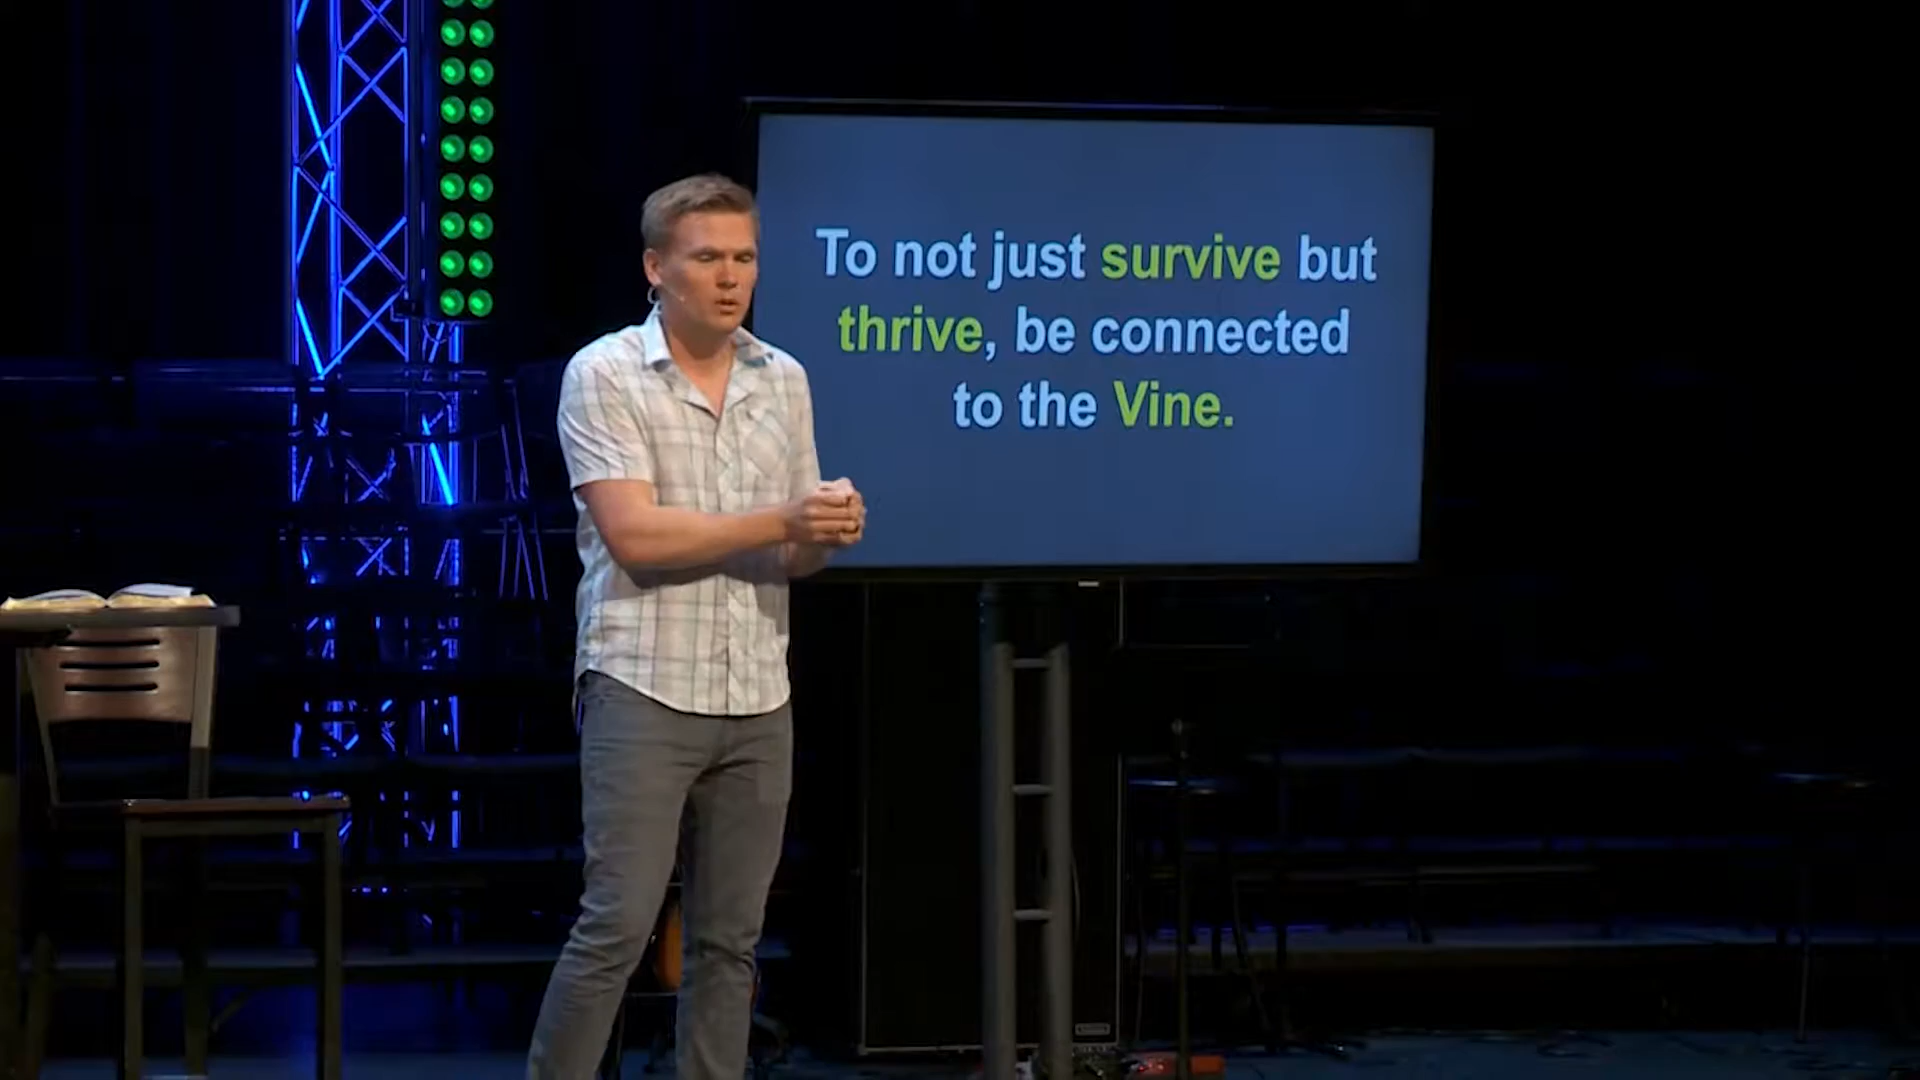 To not just survive but
thrive, be connected
to the Vine.